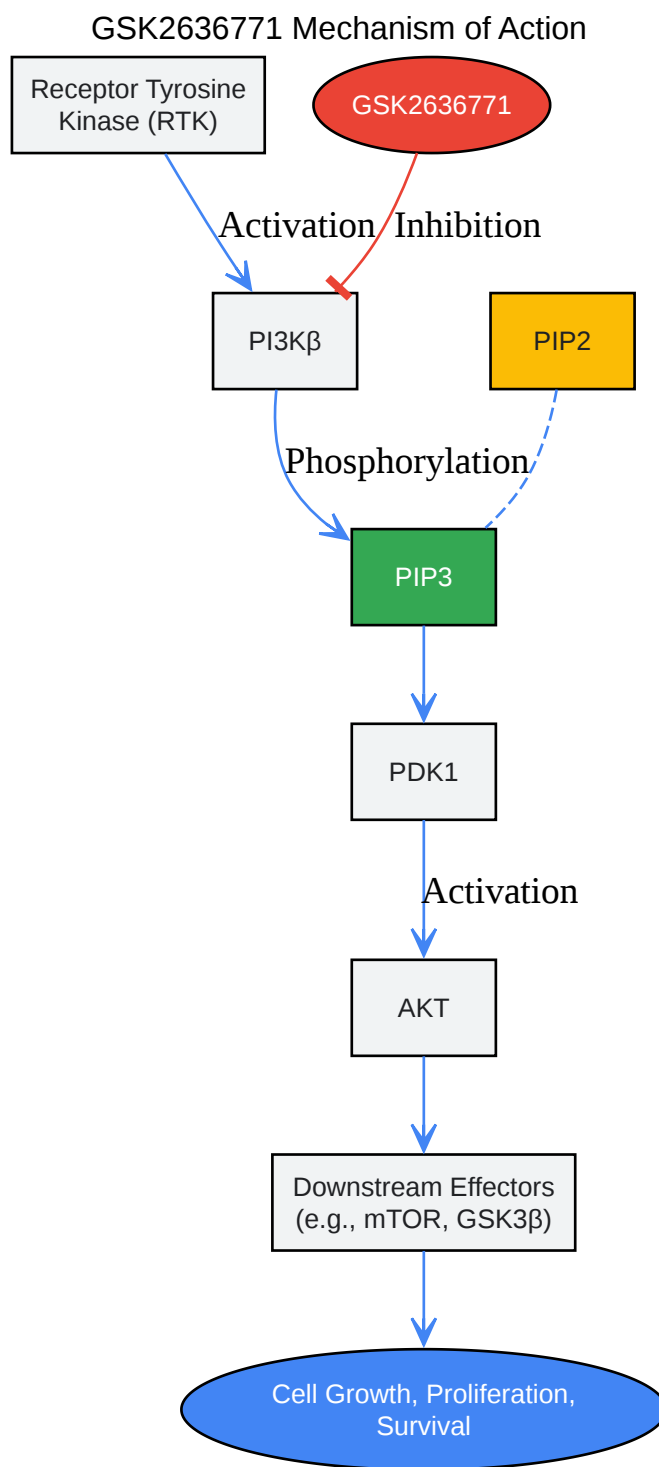 GSK2636771 Mechanism of Action
Receptor Tyrosine
Kinase (RTK)
GSK2636771
Activation
Inhibition
PI3Kβ
PIP2
Phosphorylation
PIP3
PDK1
Activation
AKT
Downstream Effectors
(e.g., mTOR, GSK3β)
Cell Growth, Proliferation,
Survival